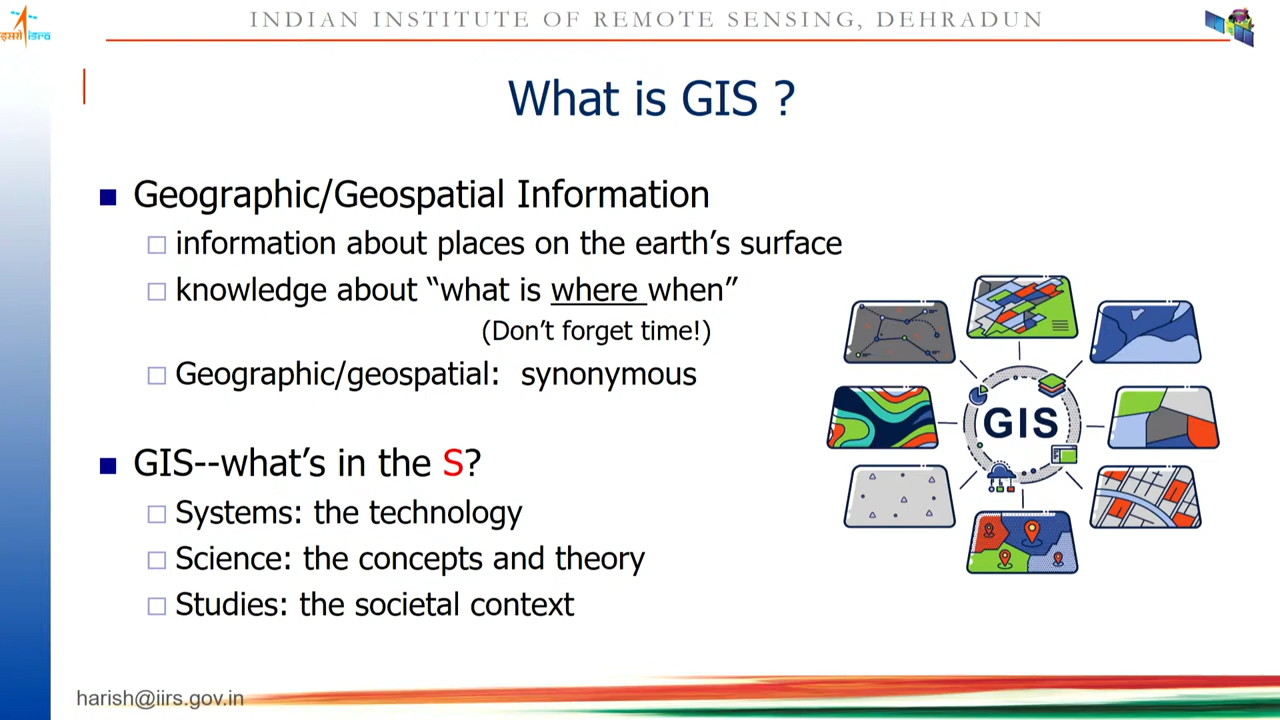 INDIAN INSTITUTE OF REMOTE SENSING, DEHRADUN
इसरो isro
What is GIS ?
Geographic/Geospatial Information
information about places on the earth's surface
knowledge about “what is where when”
(Don't forget time!)
Geographic/geospatial: synonymous
GIS
GIS--what's in the S?
Systems: the technology
Science: the concepts and theory
Studies: the societal context
harish@iirs.gov.in